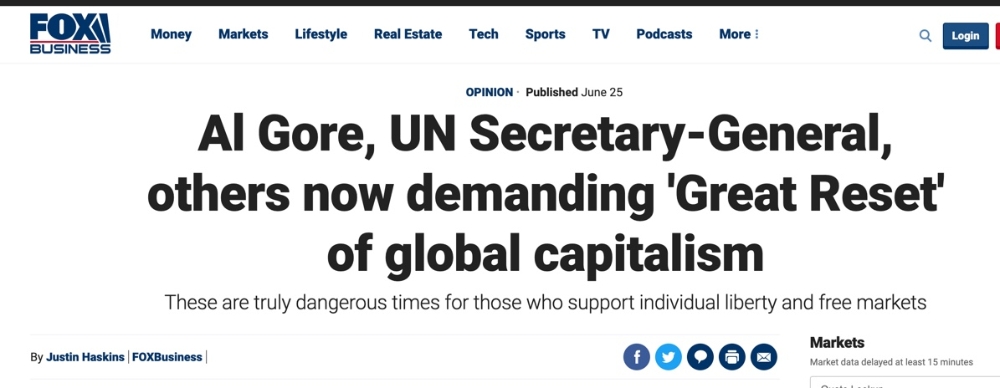 FOX
BUSINESS
Money Markets Lifestyle Real Estate Tech Sports TV Podcasts More
Login
OPINION · Published June 25
Al Gore, UN Secretary-General,
others now demanding 'Great Reset'
of global capitalism
These are truly dangerous times for those who support individual liberty and free markets
By Justin Haskins | FOXBusiness |
Markets
Market data delayed at least 15 minutes